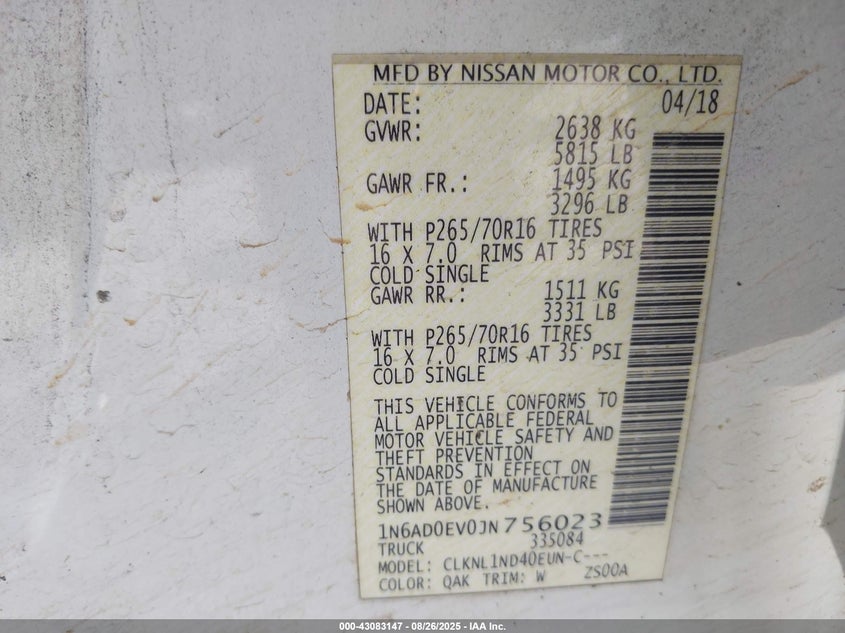 MFD BY NISSAN MOTOR CO., LTD.
DATE: 04/18
GVWR: 2638 KG
5815 LB
GAWR FR.: 1495 KG
3296 LB
WITH P265/70R16 TIRES
16 X 7.0 RIMS AT 35 PSI
COLD SINGLE
GAWR RR.: 1511 KG
3331 LB
WITH P265/70R16 TIRES
16 X 7.0 RIMS AT 35 PSI
COLD SINGLE
THIS VEHICLE CONFORMS TO
ALL APPLICABLE FEDERAL
MOTOR VEHICLE SAFETY AND
THEFT PREVENTION
STANDARDS IN EFFECT ON
THE DATE OF MANUFACTURE
SHOWN ABOVE.
1N6AD0EV0JN756023
TRUCK 335084
MODEL: CLKNL1ND40EUN-C---
COLOR: QAK TRIM: W ZS00A
000-43083147 - 08/26/2025 - IAA Inc.